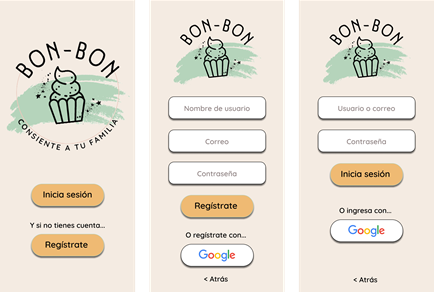 BON-BON
CONSIENTE A TU FAMILIA
Inicia sesión
Y si no tienes cuenta...
Regístrate
BON-BON
Nombre de usuario
Correo
Contraseña
Regístrate
O regístrate con...
Google
< Atrás
BON-BON
Usuario o correo
Contraseña
Inicia sesión
O ingresa con...
Google
< Atrás